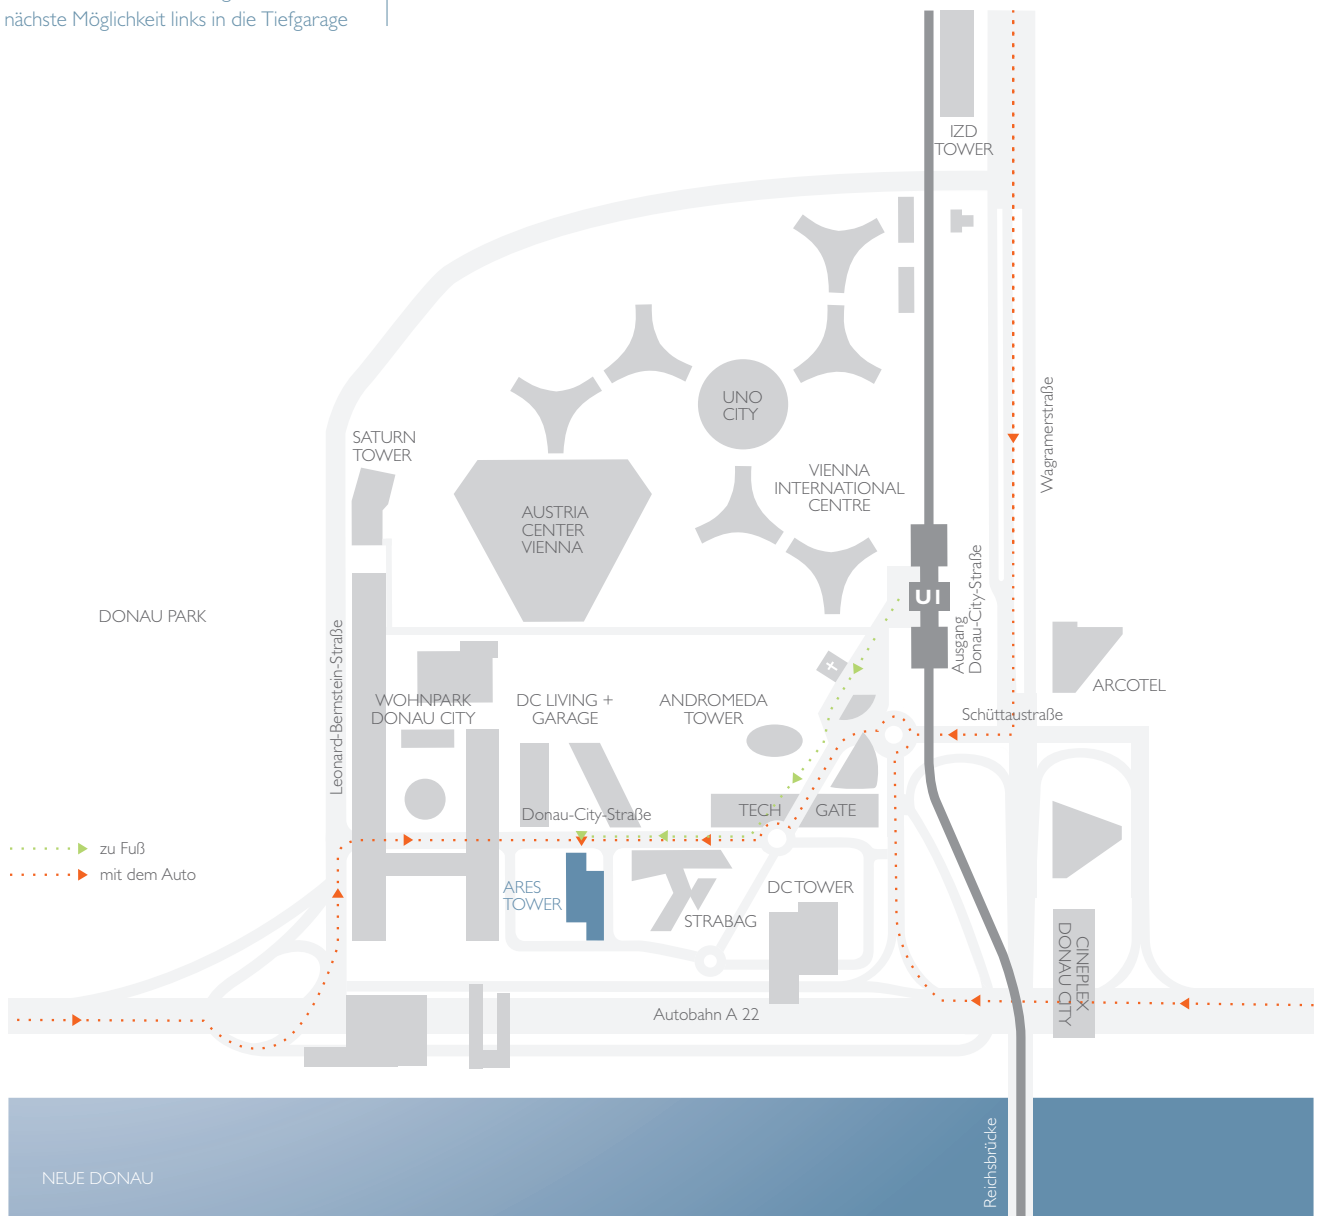 nächste Möglichkeit links in die Tiefgarage
IZD
TOWER
UNO
CITY
Wagramerstraße
SATURN
TOWER
VIENNA
INTERNATIONAL
CENTRE
AUSTRIA
CENTER
VIENNA
U1
Ausgang
Donau-City-Straße
DONAU PARK
Leonard-Bernstein-Straße
ARCOTEL
WOHNPARK
DONAU CITY
DC LIVING +
GARAGE
ANDROMEDA
TOWER
Schüttaustraße
Donau-City-Straße
TECH GATE
zu Fuß
mit dem Auto
ARES
TOWER
DC TOWER
STRABAG
CINEPLEX
DONAU CITY
Autobahn A 22
Reichsbrücke
NEUE DONAU